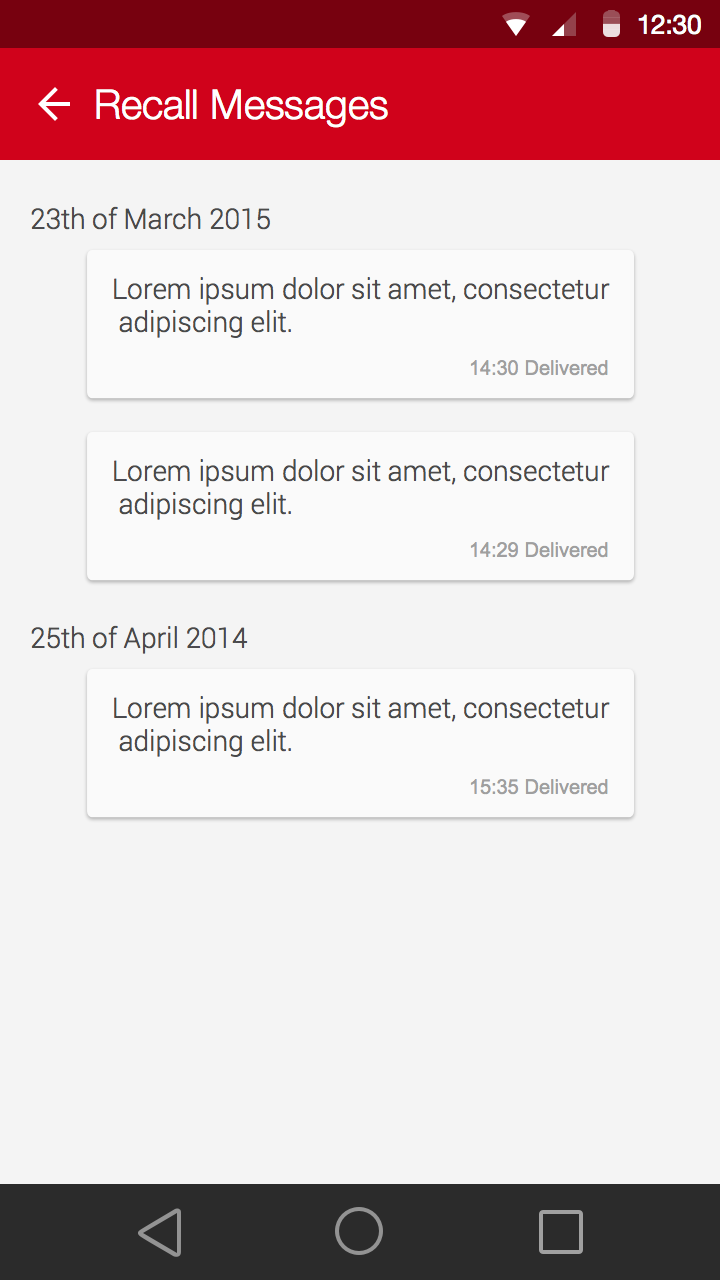 12:30
Recall Messages
23th of March 2015
Lorem ipsum dolor sit amet, consectetur
adipiscing elit.
14:30 Delivered
Lorem ipsum dolor sit amet, consectetur
adipiscing elit.
14:29 Delivered
25th of April 2014
Lorem ipsum dolor sit amet, consectetur
adipiscing elit.
15:35 Delivered